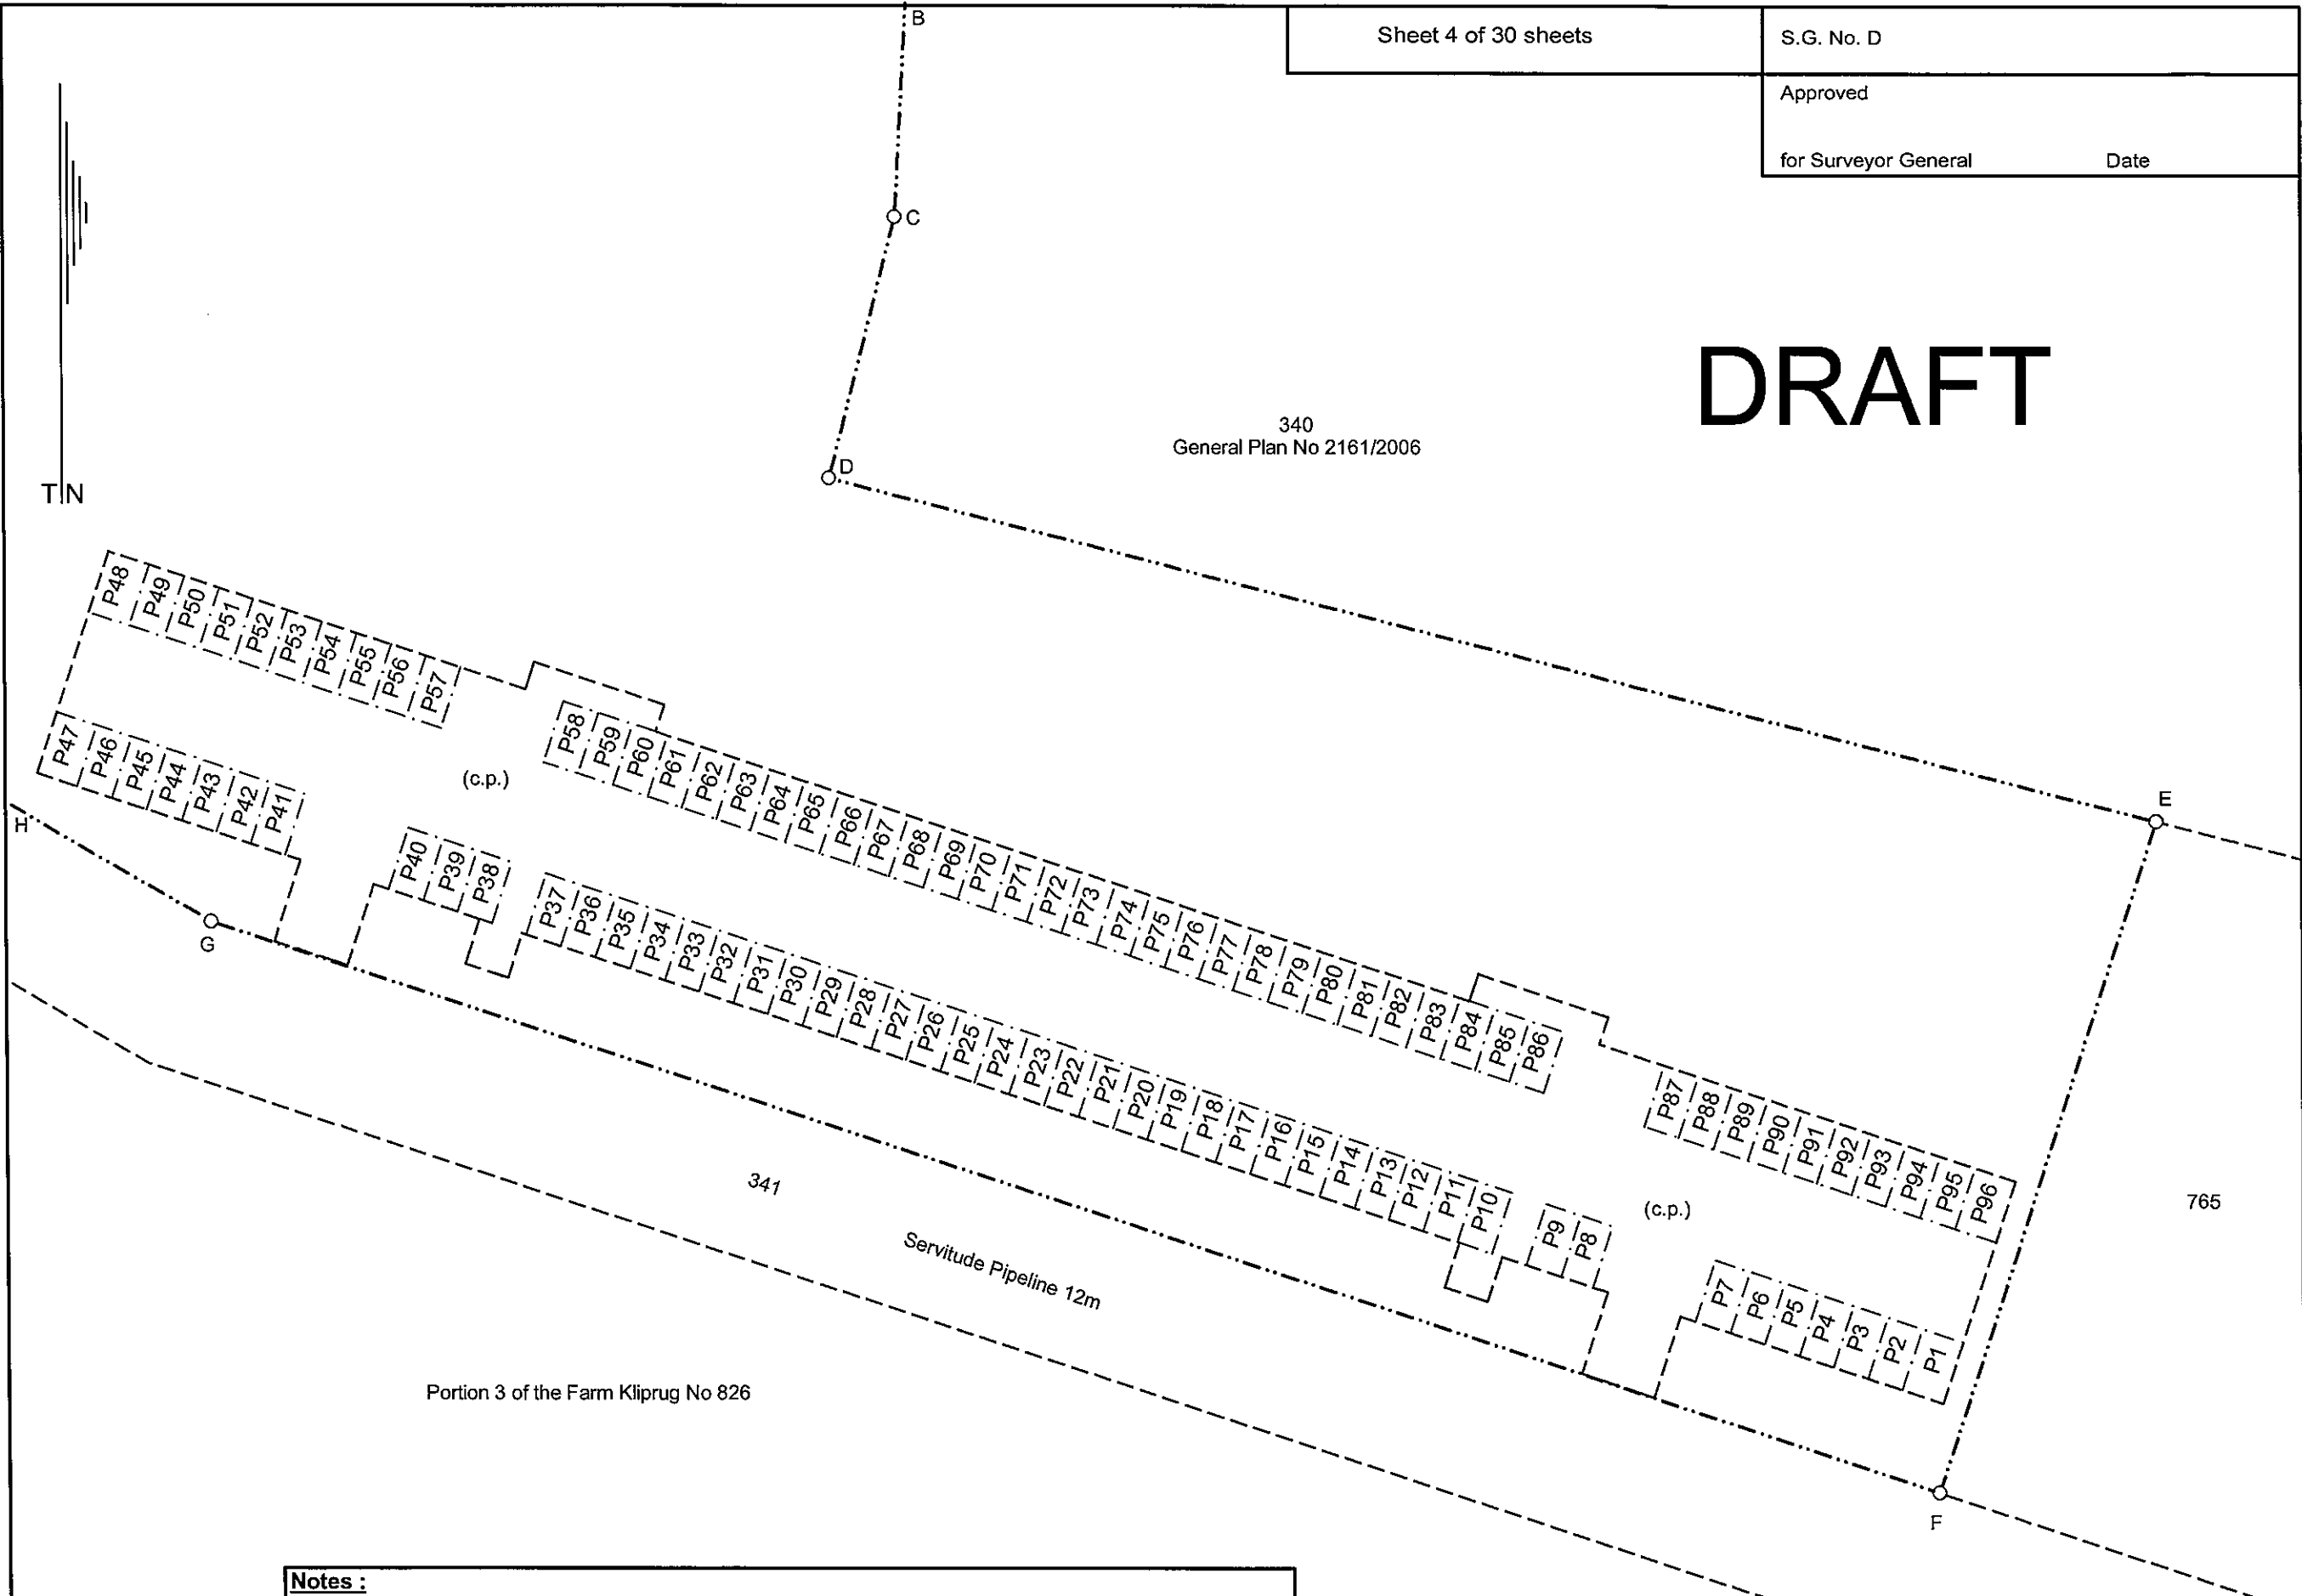 B
Sheet 4 of 30 sheets
S.G. No. D
Approved
for Surveyor General Date
C
DRAFT
340
General Plan No 2161/2006
D
TN
P48 P49 P50 P51 P52 P53 P54 P55 P56 P57
P58 P59 P60 P61 P62 P63 P64 P65 P66 P67 P68 P69 P70 P71 P72 P73 P74 P75 P76 P77 P78 P79 P80 P81 P82 P83 P84 P85 P86
P87 P88 P89 P90 P91 P92 P93 P94 P95 P96
P47 P46 P45 P44 P43 P42 P41
(c.p.)
E
H
P40 P39 P38
P37 P36 P35 P34 P33 P32 P31 P30 P29 P28 P27 P26 P25 P24 P23 P22 P21 P20 P19 P18 P17 P16 P15 P14 P13 P12 P11 P10
P9 P8
(c.p.)
P7 P6 P5 P4 P3 P2 P1
G
341
765
Servitude Pipeline 12m
Portion 3 of the Farm Kliprug No 826
F
Notes :